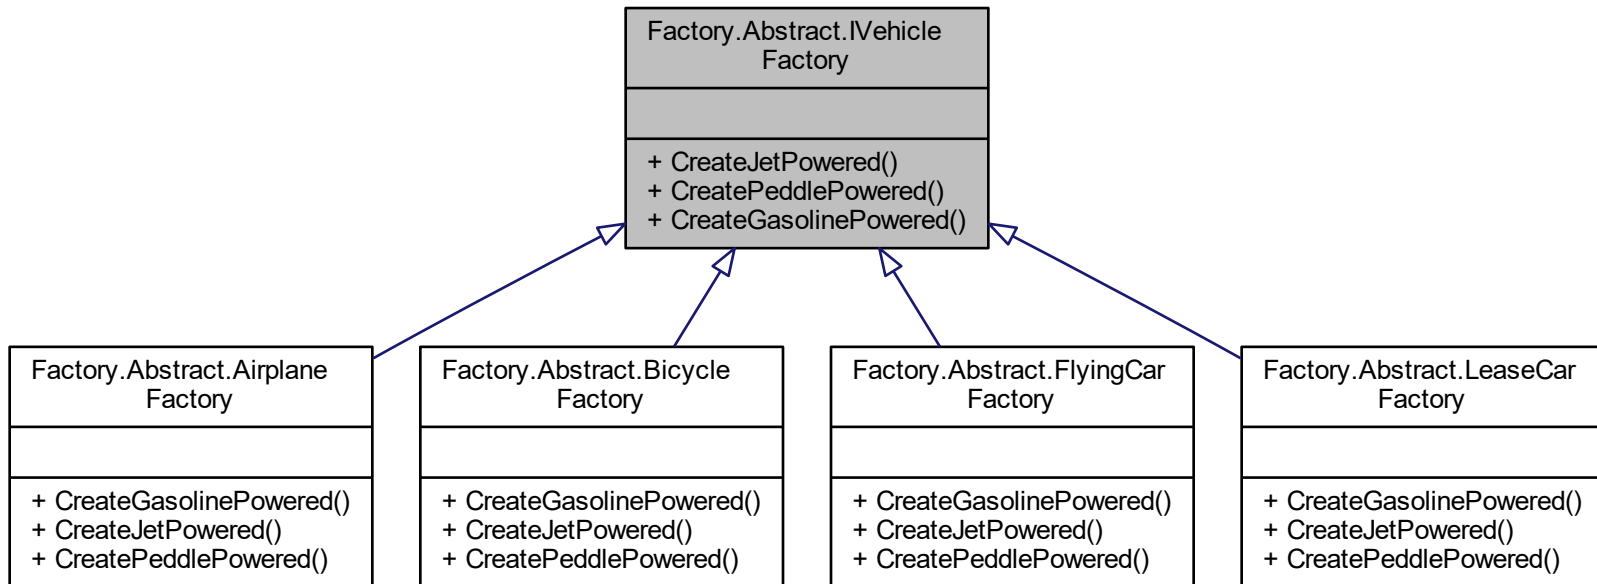 Factory.Abstract.IVehicle
Factory
+ CreateJetPowered()
+ CreatePeddlePowered()
+ CreateGasolinePowered()
Factory.Abstract.Airplane
Factory
+ CreateGasolinePowered()
+ CreateJetPowered()
+ CreatePeddlePowered()
Factory.Abstract.Bicycle
Factory
+ CreateGasolinePowered()
+ CreateJetPowered()
+ CreatePeddlePowered()
Factory.Abstract.FlyingCar
Factory
+ CreateGasolinePowered()
+ CreateJetPowered()
+ CreatePeddlePowered()
Factory.Abstract.LeaseCar
Factory
+ CreateGasolinePowered()
+ CreateJetPowered()
+ CreatePeddlePowered()